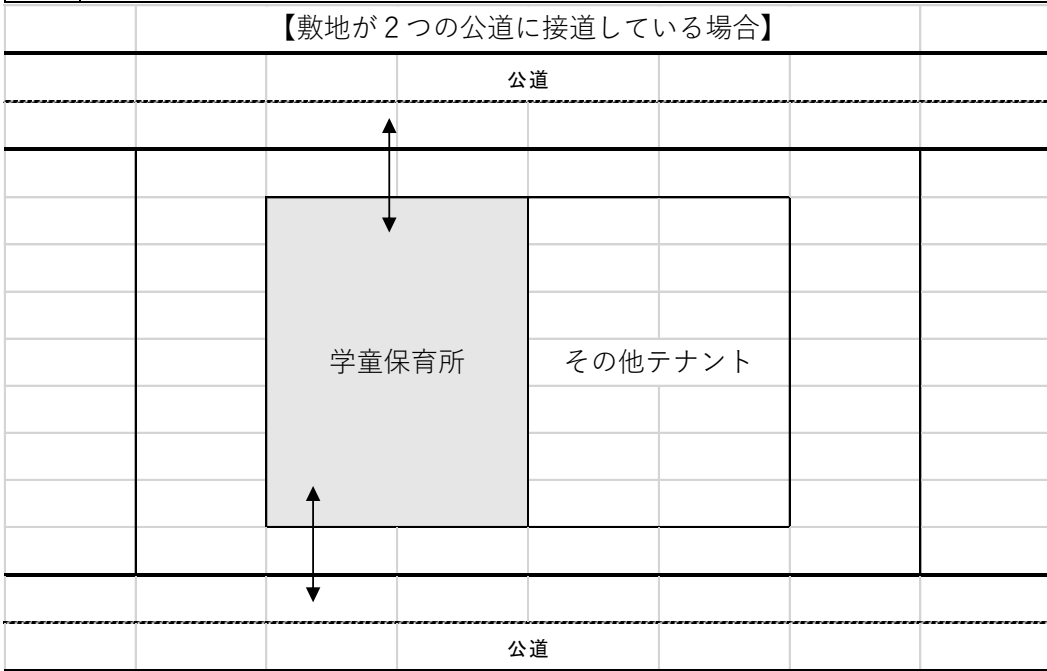 【敷地が２つの公道に接道している場合】
公道
学童保育所
その他テナント
公道